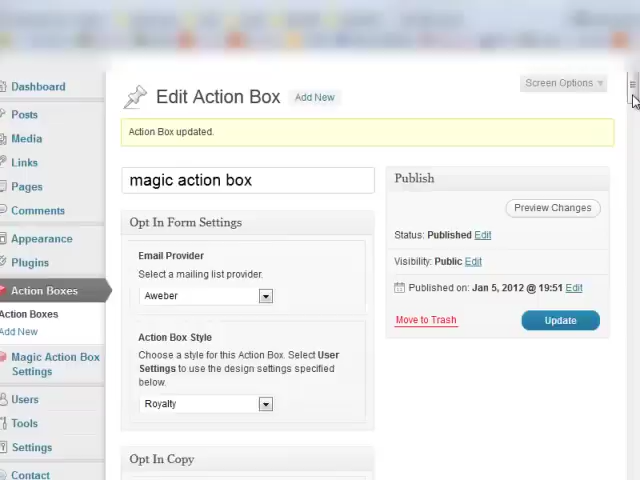 Dashboard
Posts
Media
Links
Pages
Comments
Appearance
Plugins
Action Boxes
Action Boxes
Add New
Magic Action Box
Settings
Users
Tools
Settings
Contact
Screen Options
Edit Action Box
Add New
Action Box updated.
magic action box
Opt In Form Settings
Email Provider
Select a mailing list provider.
Aweber
Action Box Style
Choose a style for this Action Box. Select User
Settings to use the design settings specified
below.
Royalty
Opt In Copy
Publish
Preview Changes
Status: Published Edit
Visibility: Public Edit
Published on: Jan 5, 2012 @ 19:51 Edit
Move to Trash
Update